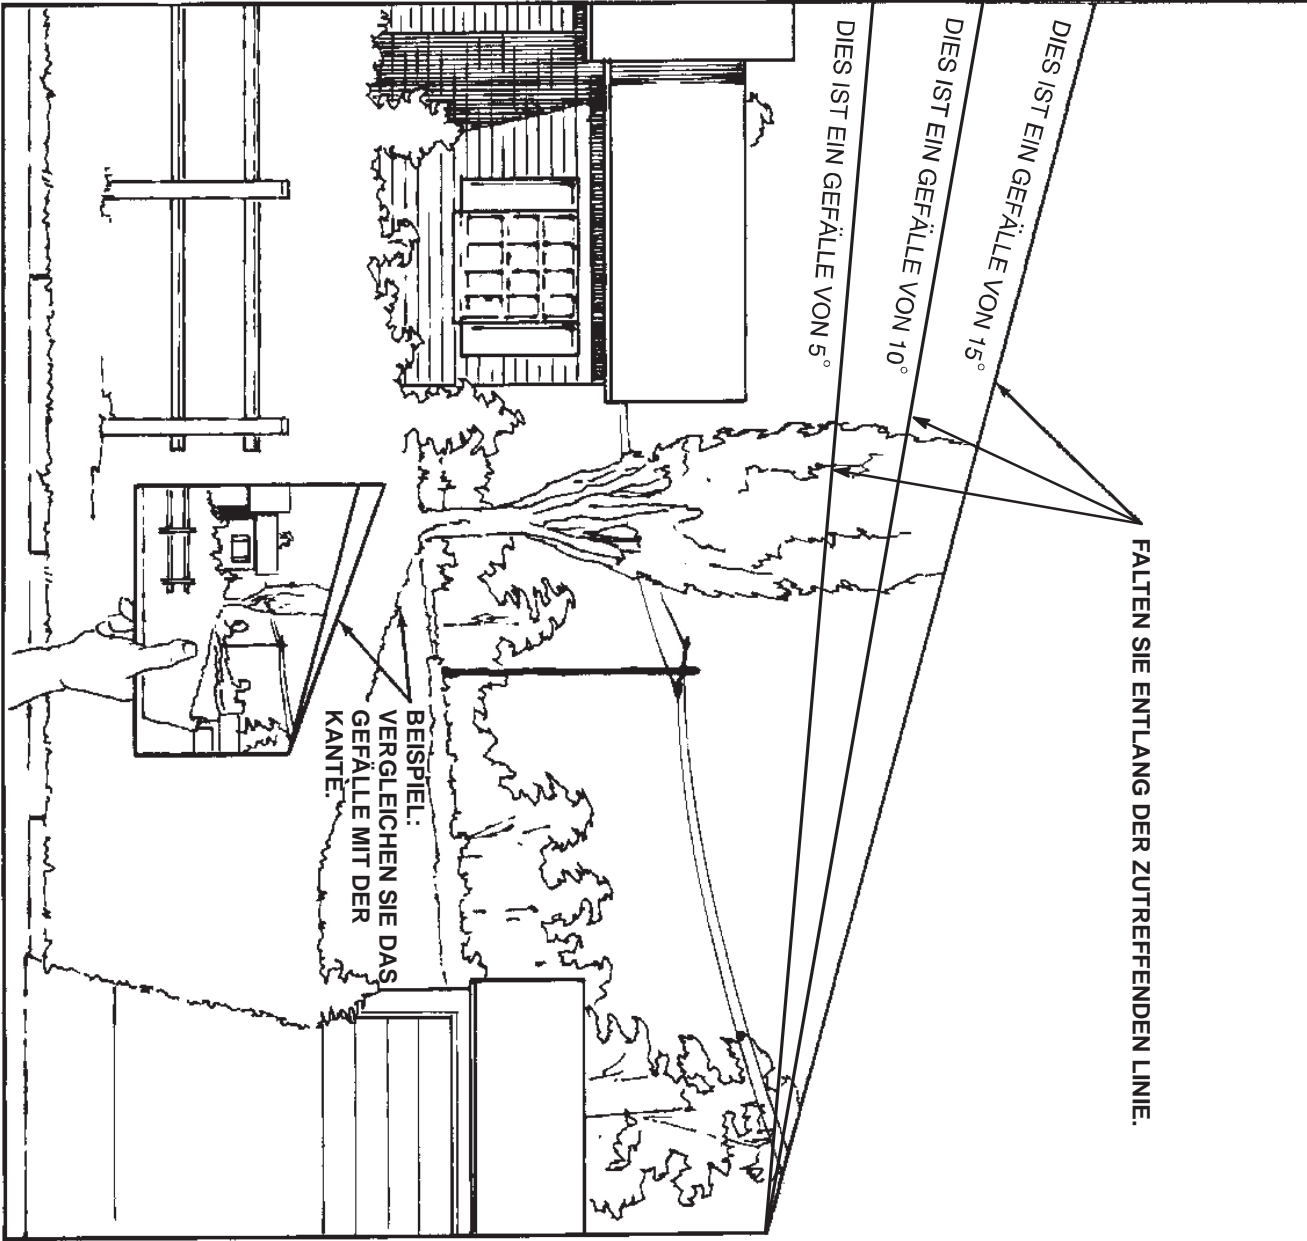 FALTEN SIE ENTLANG DER ZUTREFFENDEN LINIE.
DIES IST EIN GEFÄLLE VON 15°
DIES IST EIN GEFÄLLE VON 10°
DIES IST EIN GEFÄLLE VON 5°
BEISPIEL:
VERGLEICHEN SIE DAS
GEFÄLLE MIT DER
KANTE.